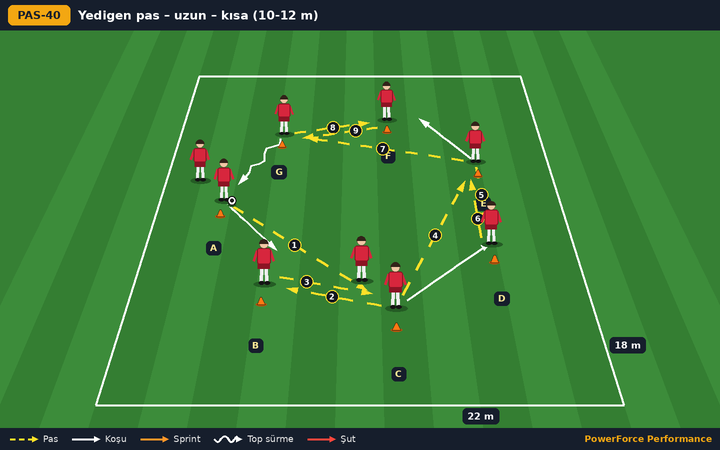 PAS-40 Yedigen pas – uzun – kısa (10-12 m)
8
9
7
F
G
5
E
6
A
1
4
3
2
D
B
C
18 m
22 m
Pas Koşu Sprint Top sürme Şut PowerForce Performance